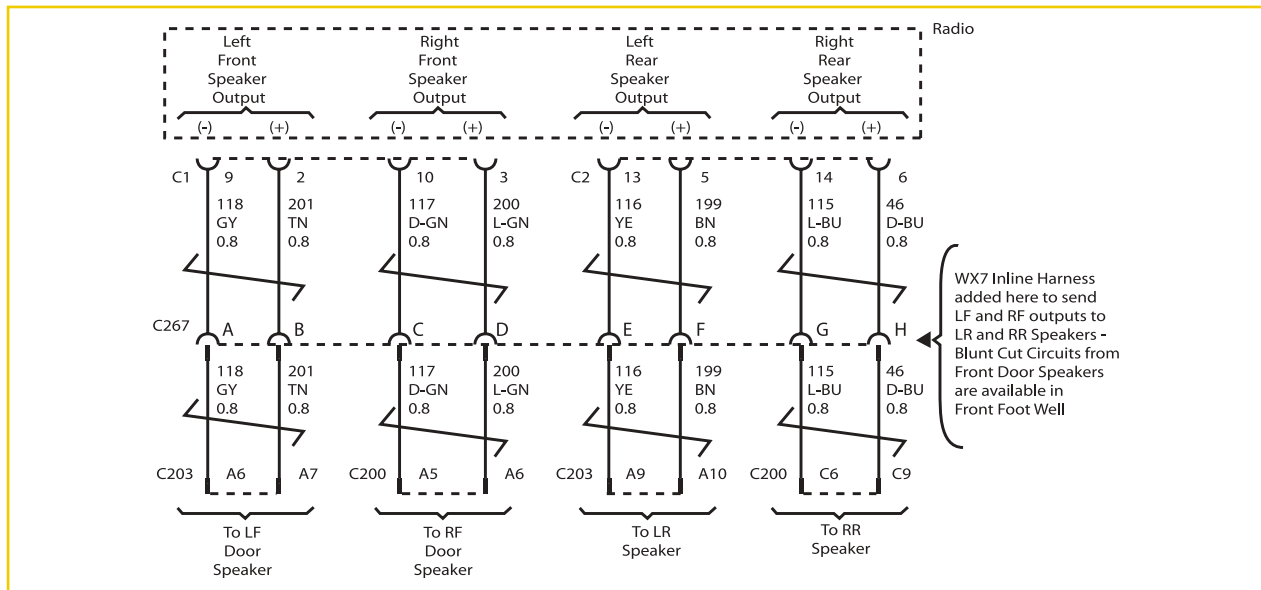 Radio
Left
Front
Speaker
Output
Right
Front
Speaker
Output
Left
Rear
Speaker
Output
Right
Rear
Speaker
Output
(-) (+) (-) (+) (-) (+) (-) (+)
C1 9 2 10 3 C2 13 5 14 6
118 201 117 200 116 199 115 46
GY TN D-GN L-GN YE BN L-BU D-BU
0.8 0.8 0.8 0.8 0.8 0.8 0.8 0.8
WX7 Inline Harness
added here to send
LF and RF outputs to
LR and RR Speakers -
Blunt Cut Circuits from
Front Door Speakers
are available in
Front Foot Well
C267 A B C D E F G H
118 201 117 200 116 199 115 46
GY TN D-GN L-GN YE BN L-BU D-BU
0.8 0.8 0.8 0.8 0.8 0.8 0.8 0.8
C203 A6 A7 C200 A5 A6 C203 A9 A10 C200 C6 C9
To LF
Door
Speaker
To RF
Door
Speaker
To LR
Speaker
To RR
Speaker